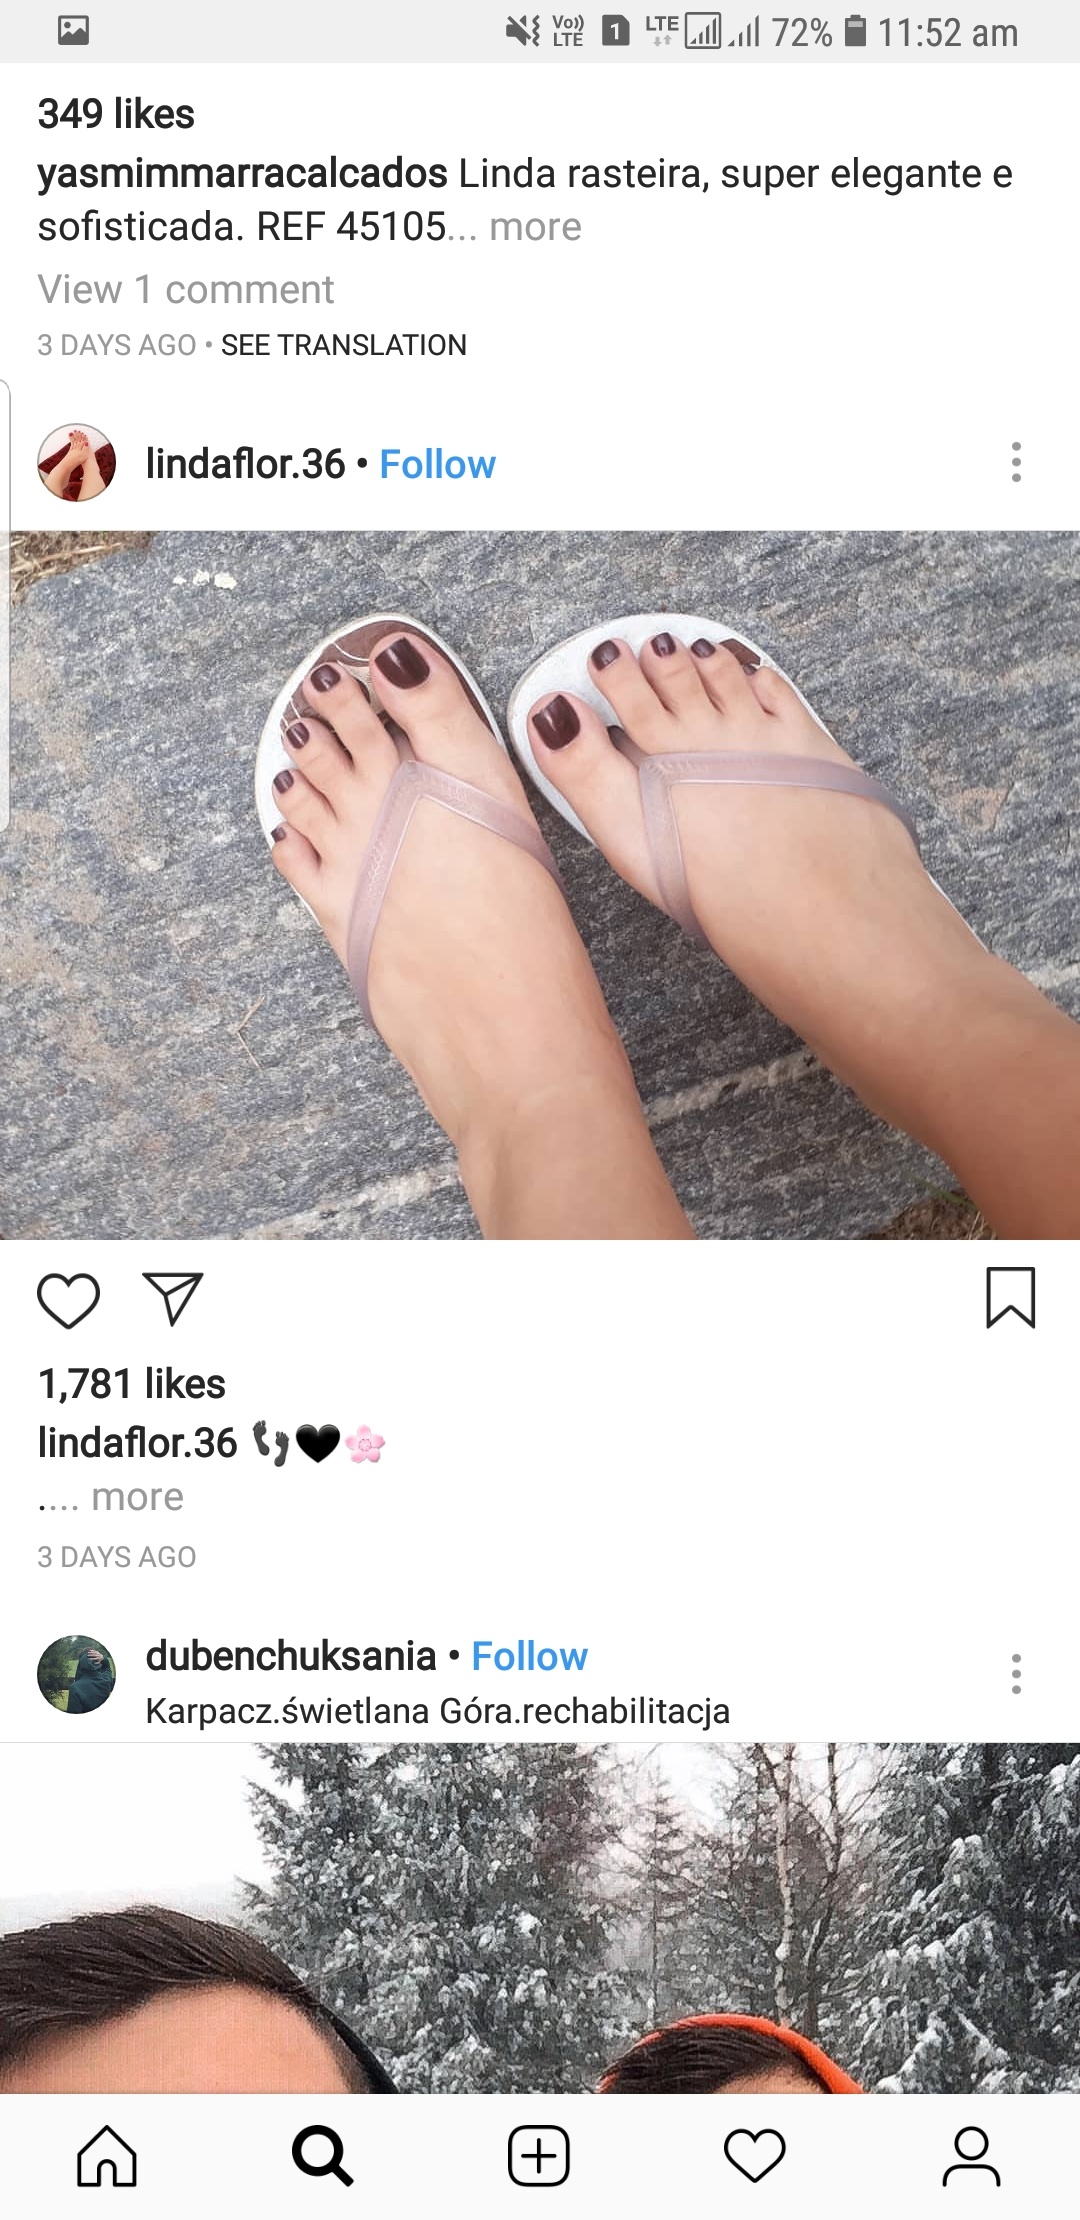 Vo)) LTE 1 LTE 72% 11:52 am
349 likes
yasmimmarracalcados Linda rasteira, super elegante e
sofisticada. REF 45105... more
View 1 comment
3 DAYS AGO • SEE TRANSLATION
lindaflor.36 • Follow
1,781 likes
lindaflor.36 👣🖤🌸
.... more
3 DAYS AGO
dubenchuksania • Follow
Karpacz.świetlana Góra.rechabilitacja